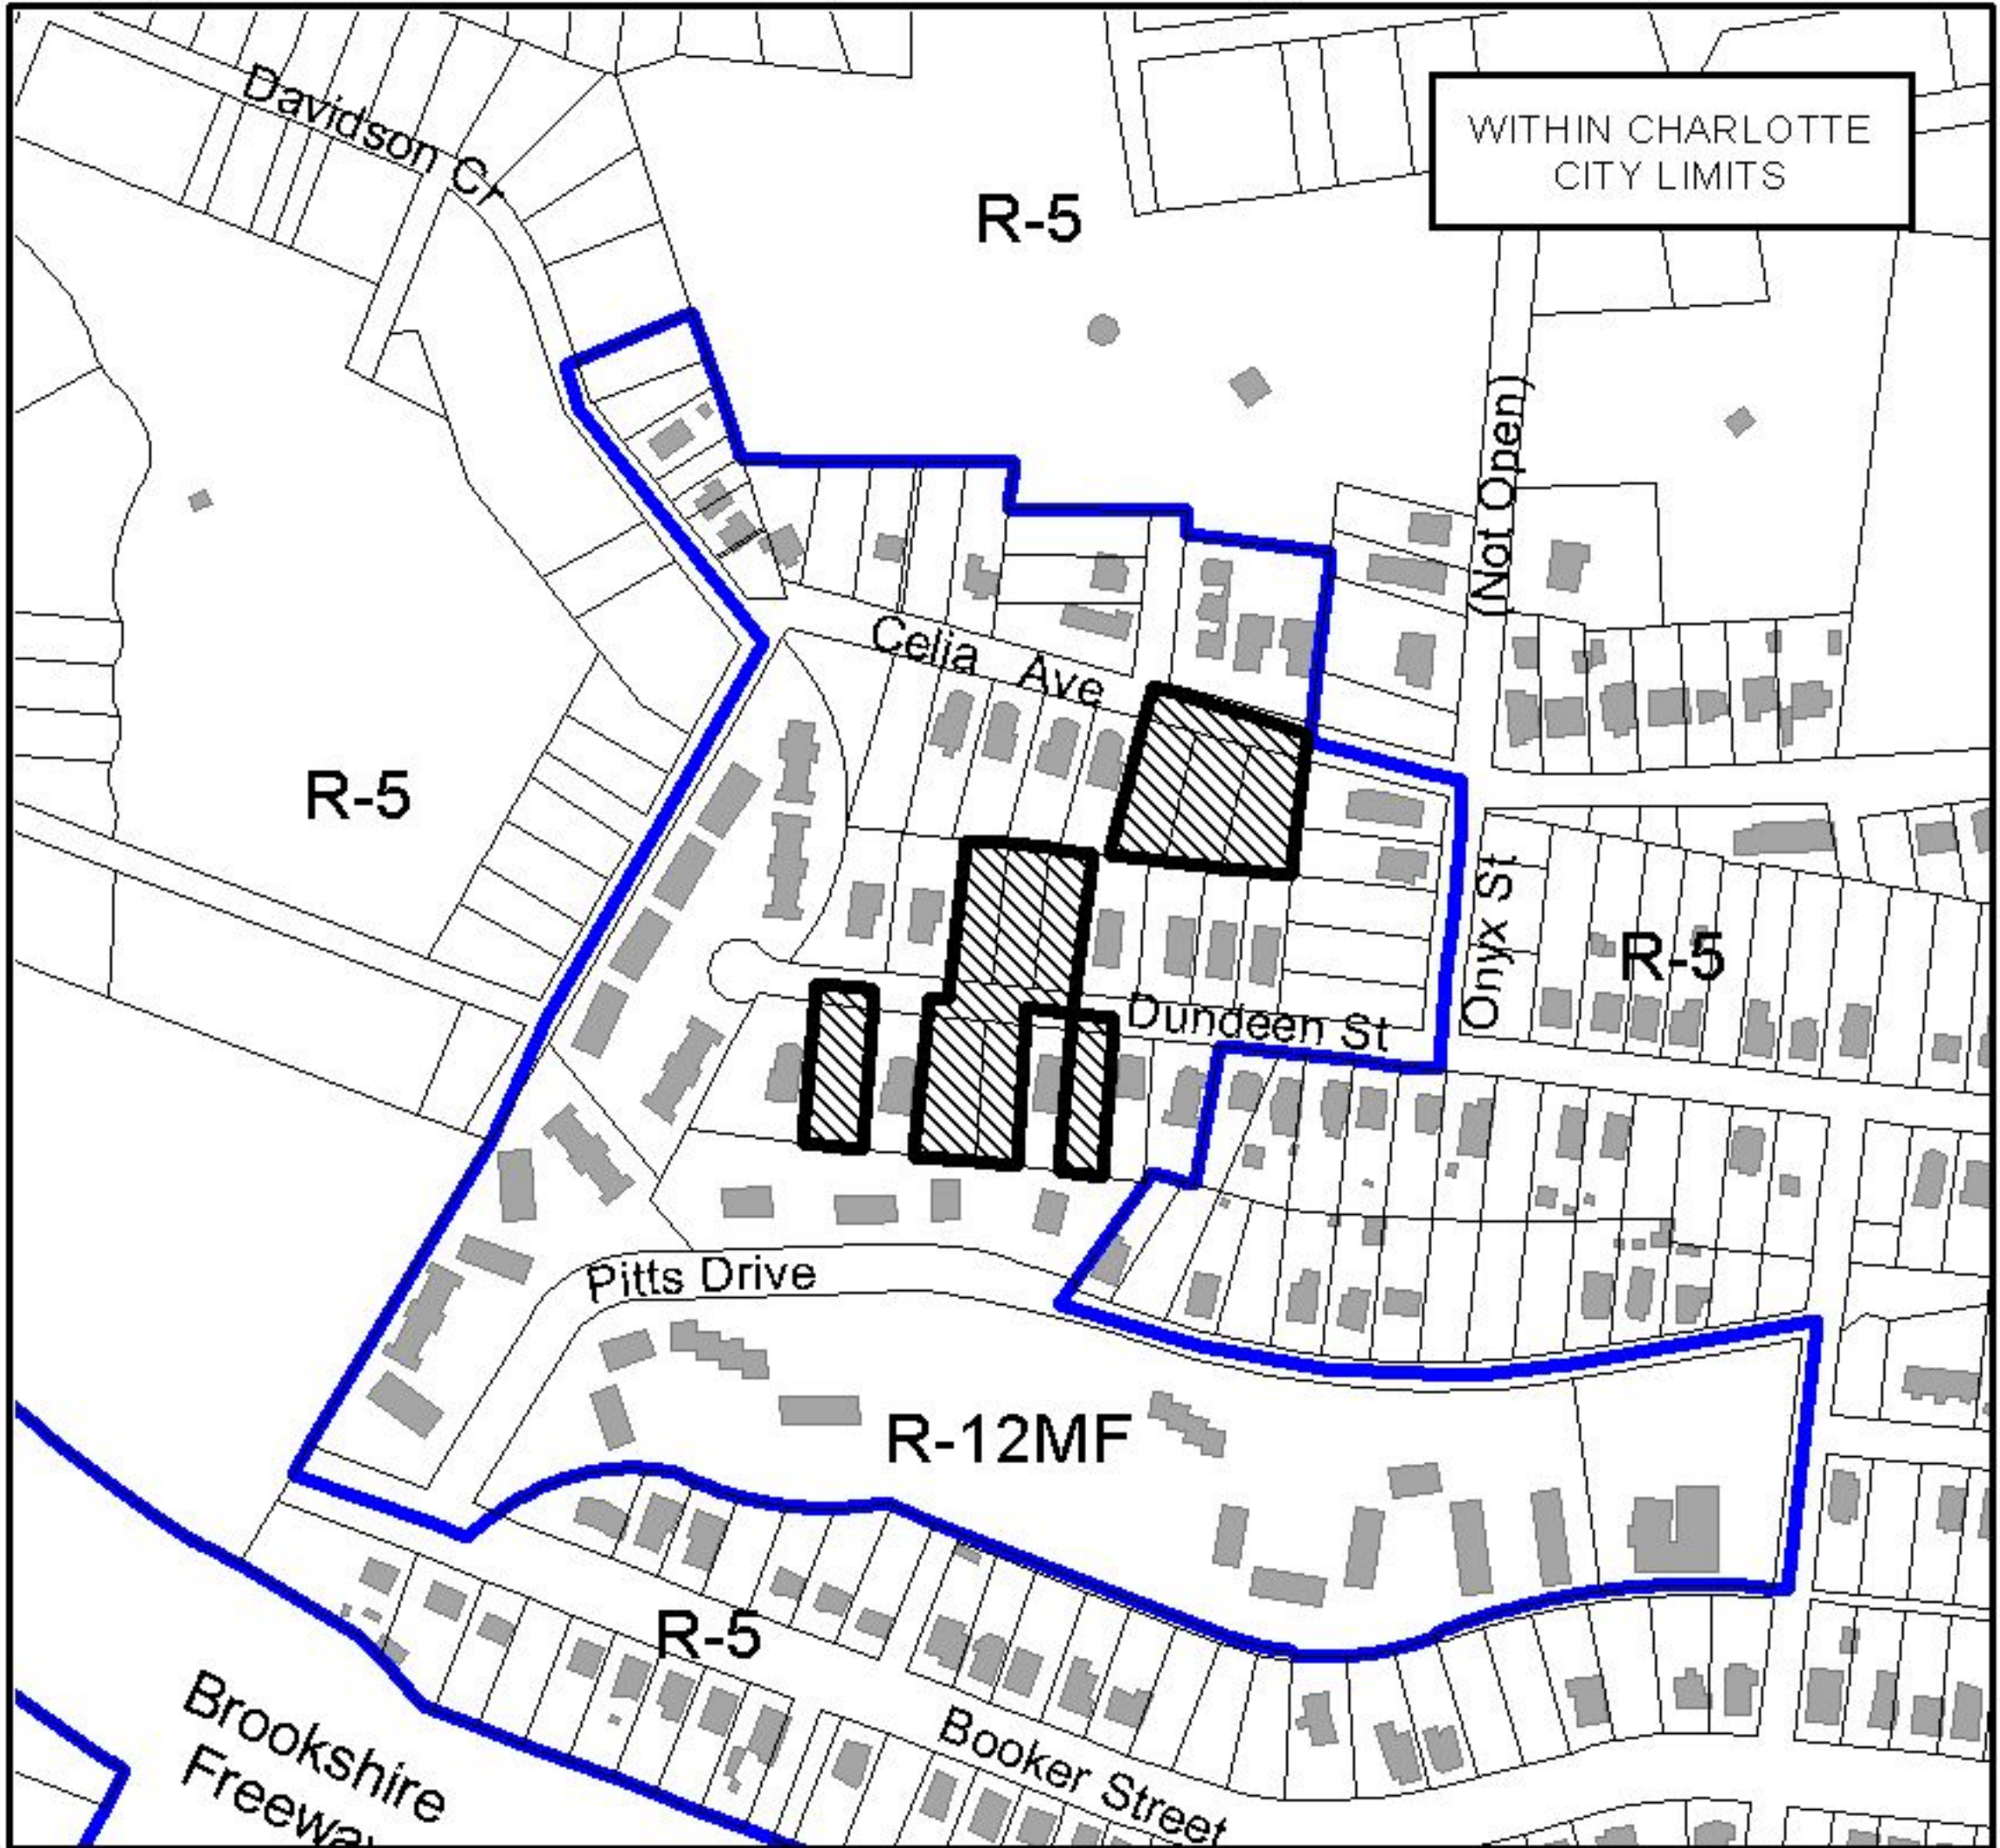 Davidson Cr
WITHIN CHARLOTTE
CITY LIMITS
R-5
(Not Open)
Celia Ave
R-5
Onyx St
R-5
Dundeen St
Pitts Drive
R-12MF
R-5
Brookshire
Freeway
Booker Street